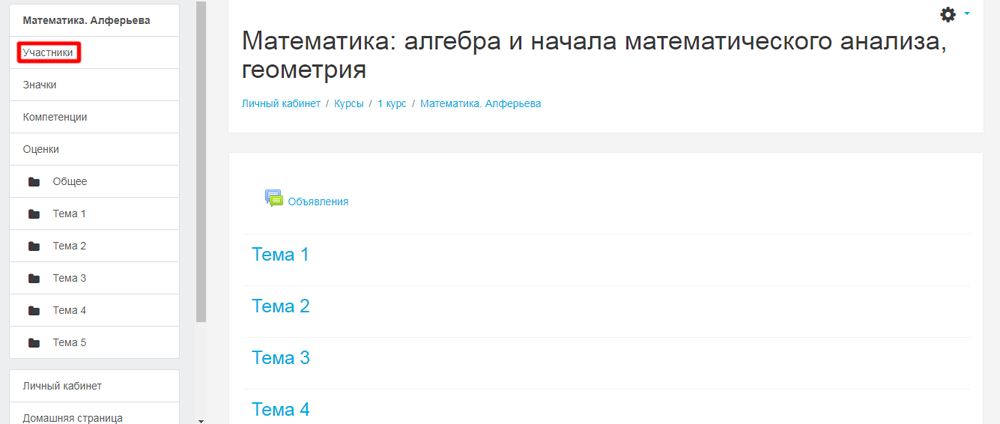 Математика. Алферьева
Участники
Значки
Компетенции
Оценки
Общее
Тема 1
Тема 2
Тема 3
Тема 4
Тема 5
Личный кабинет
Домашняя страница
Математика: алгебра и начала математического анализа,
геометрия
Личный кабинет / Курсы / 1 курс / Математика. Алферьева
Объявления
Тема 1
Тема 2
Тема 3
Тема 4